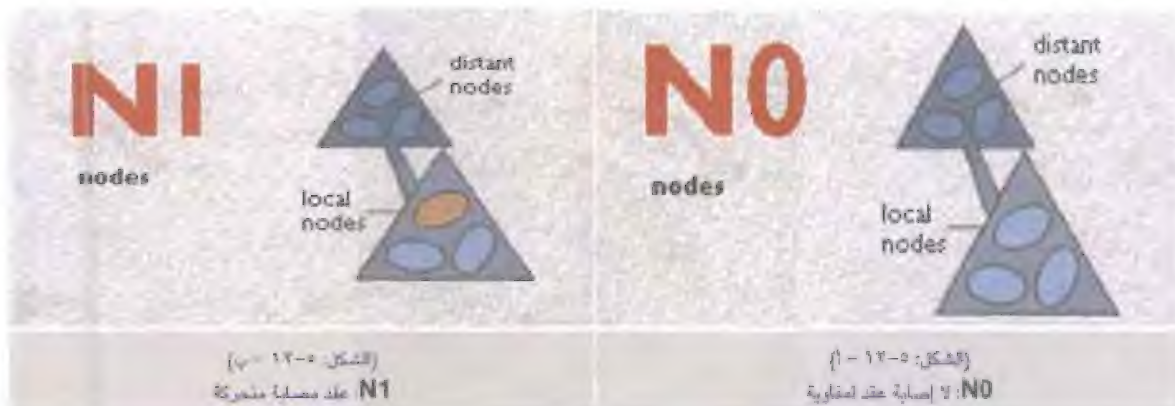 N1
nodes
distant
nodes
local
nodes
(الشكل: ٥-١٢ -ب)
N1: عقد مصابة متحركة
N0
nodes
distant
nodes
local
nodes
(الشكل: ٥-١٢ -أ)
N0: لا إصابة عقد لمفاوية